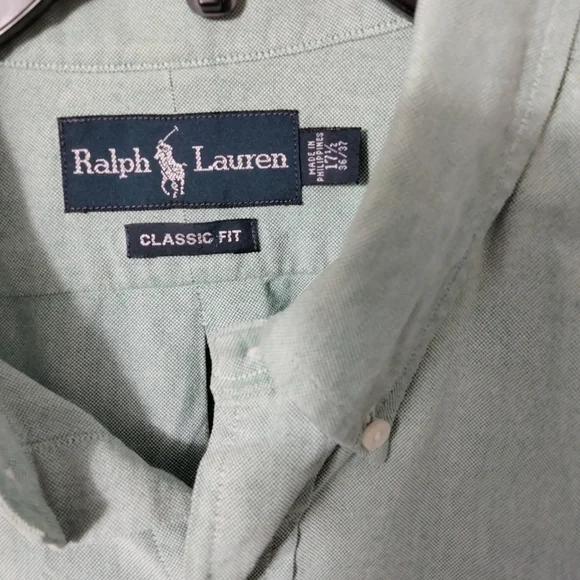 Ralph Lauren
MADE IN
PHILIPPINES
17½
36/37
CLASSIC FIT